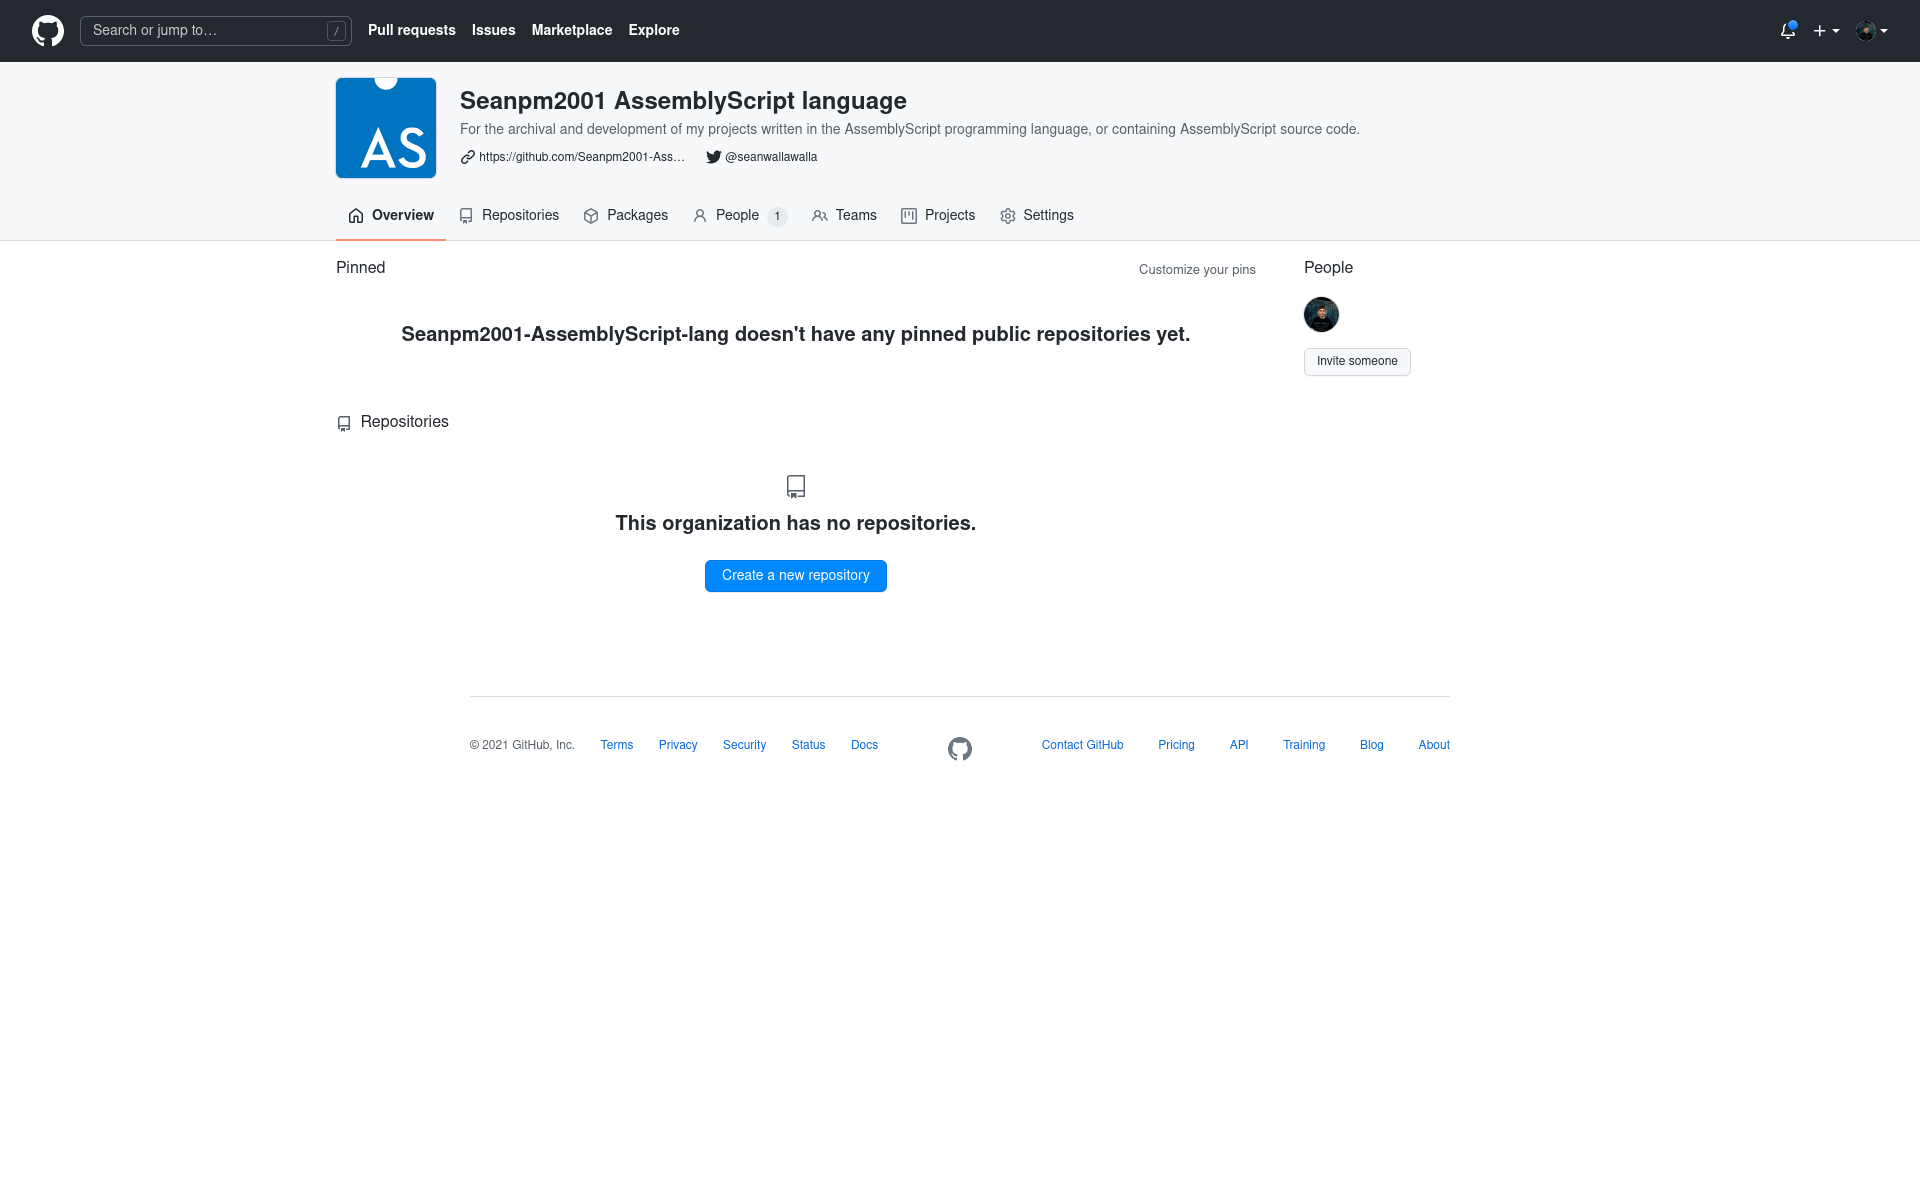 Search or jump to… /
Pull requests Issues Marketplace Explore
AS
Seanpm2001 AssemblyScript language
For the archival and development of my projects written in the AssemblyScript programming language, or containing AssemblyScript source code.
https://github.com/Seanpm2001-Ass… @seanwallawalla
Overview Repositories Packages People 1 Teams Projects Settings
Pinned
Customize your pins
Seanpm2001-AssemblyScript-lang doesn't have any pinned public repositories yet.
People
Invite someone
Repositories
This organization has no repositories.
Create a new repository
© 2021 GitHub, Inc. Terms Privacy Security Status Docs Contact GitHub Pricing API Training Blog About